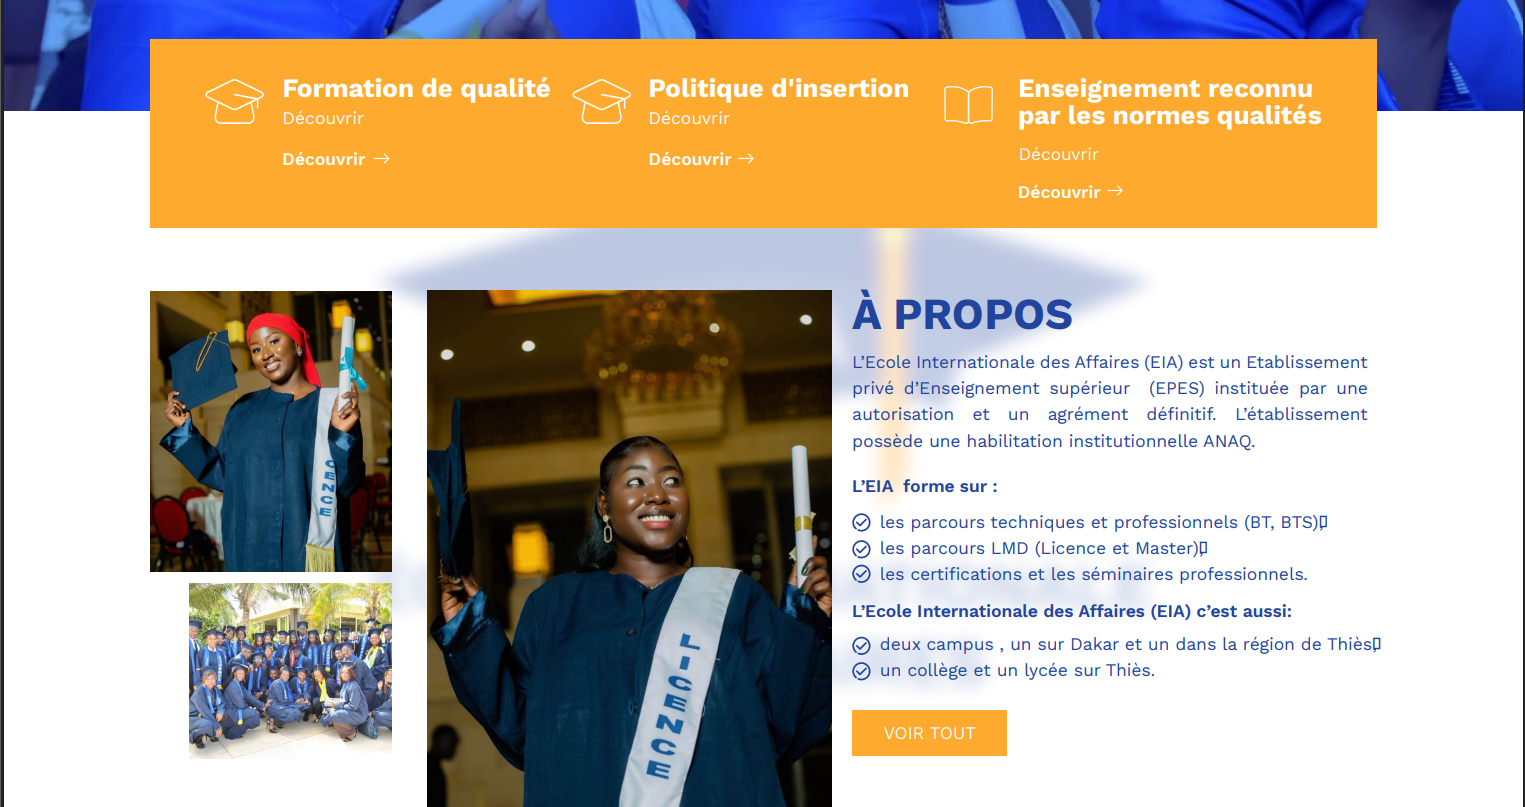 Formation de qualité
Découvrir
Découvrir →
Politique d'insertion
Découvrir
Découvrir →
Enseignement reconnu
par les normes qualités
Découvrir
Découvrir →
LICENCE
LICENCE
À PROPOS
L’Ecole Internationale des Affaires (EIA) est un Etablissement
privé d’Enseignement supérieur (EPES) instituée par une
autorisation et un agrément définitif. L’établissement
possède une habilitation institutionnelle ANAQ.
L’EIA forme sur :
les parcours techniques et professionnels (BT, BTS)
les parcours LMD (Licence et Master)
les certifications et les séminaires professionnels.
L’Ecole Internationale des Affaires (EIA) c’est aussi:
deux campus , un sur Dakar et un dans la région de Thiès
un collège et un lycée sur Thiès.
VOIR TOUT